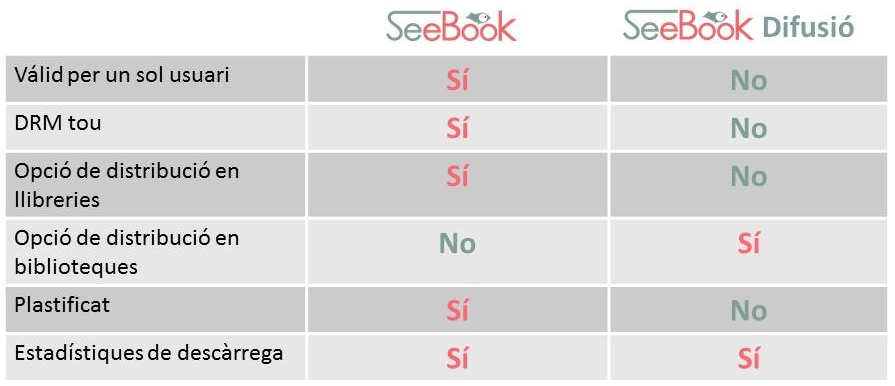 SeeBook SeeBook Difusió
Válid per un sol usuari Sí No
DRM tou Sí No
Opció de distribució en
llibreries Sí No
Opció de distribució en
biblioteques No Sí
Plastificat Sí No
Estadístiques de descàrrega Sí Sí